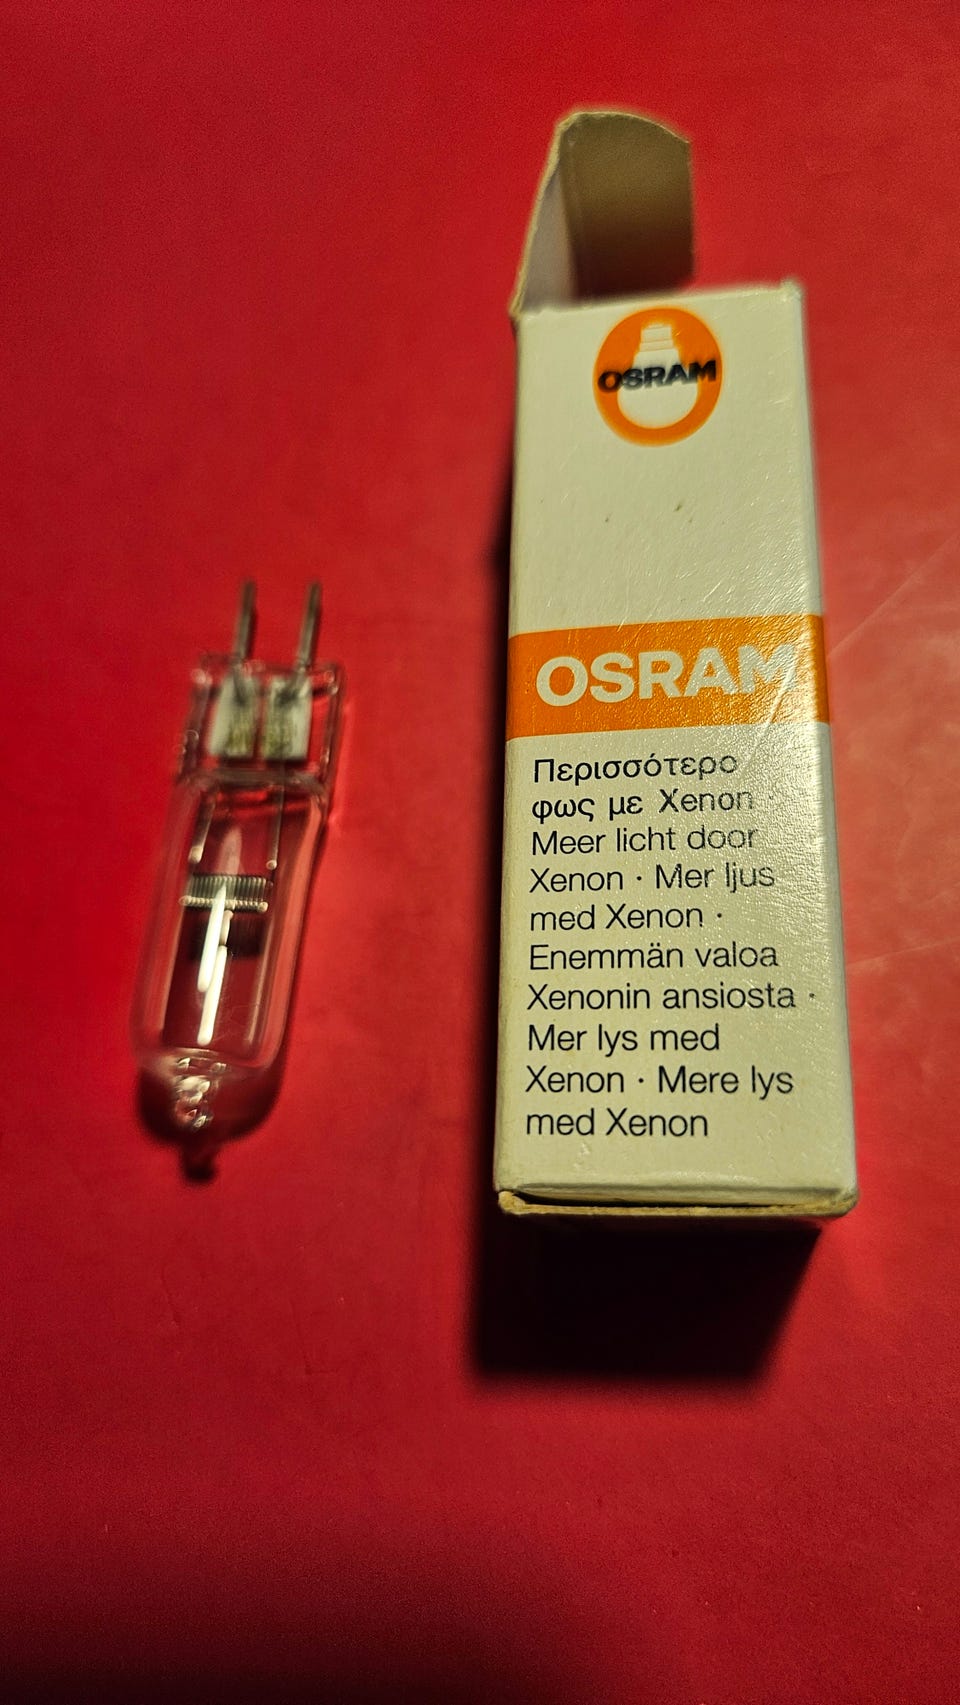 OSRAM
OSRAM
Περισσότερο
φως με Xenon
Meer licht door
Xenon · Mer ljus
med Xenon ·
Enemmän valoa
Xenonin ansiosta ·
Mer lys med
Xenon · Mere lys
med Xenon